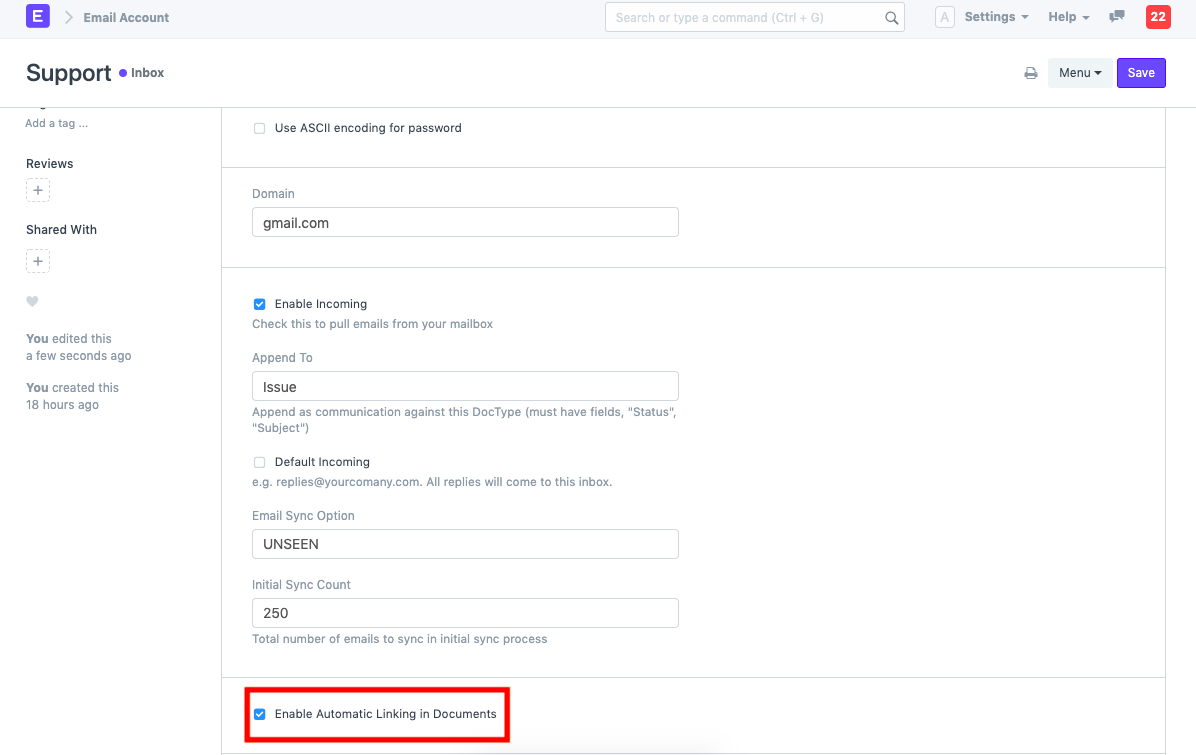 E
Email Account
Search or type a command (Ctrl + G)
A
Settings
Help
22
Support
Inbox
Menu
Save
Add a tag ...
Reviews
+
Shared With
+
You edited this
a few seconds ago
You created this
18 hours ago
Use ASCII encoding for password
Domain
gmail.com
Enable Incoming
Check this to pull emails from your mailbox
Append To
Issue
Append as communication against this DocType (must have fields, "Status",
"Subject")
Default Incoming
e.g. replies@yourcomany.com. All replies will come to this inbox.
Email Sync Option
UNSEEN
Initial Sync Count
250
Total number of emails to sync in initial sync process
Enable Automatic Linking in Documents